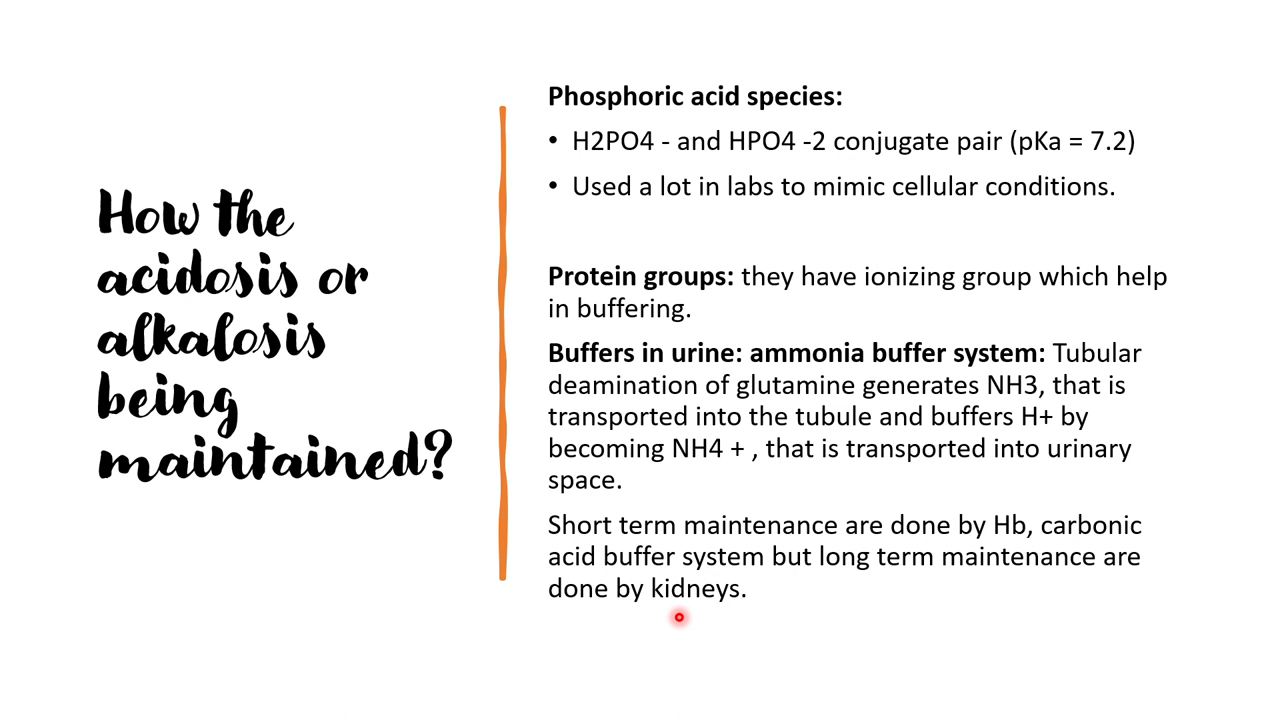 How the
acidosis or
alkalosis
being
maintained?
Phosphoric acid species:
• H2PO4 - and HPO4 -2 conjugate pair (pKa = 7.2)
• Used a lot in labs to mimic cellular conditions.
Protein groups: they have ionizing group which help
in buffering.
Buffers in urine: ammonia buffer system: Tubular
deamination of glutamine generates NH3, that is
transported into the tubule and buffers H+ by
becoming NH4 + , that is transported into urinary
space.
Short term maintenance are done by Hb, carbonic
acid buffer system but long term maintenance are
done by kidneys.